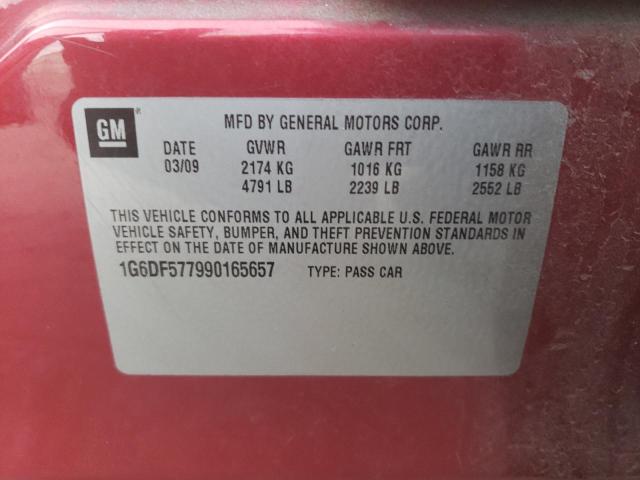 GM®
MFD BY GENERAL MOTORS CORP.
DATE GVWR GAWR FRT GAWR RR
03/09 2174 KG 1016 KG 1158 KG
4791 LB 2239 LB 2552 LB
THIS VEHICLE CONFORMS TO ALL APPLICABLE U.S. FEDERAL MOTOR
VEHICLE SAFETY, BUMPER, AND THEFT PREVENTION STANDARDS IN
EFFECT ON THE DATE OF MANUFACTURE SHOWN ABOVE.
1G6DF577990165657 TYPE: PASS CAR